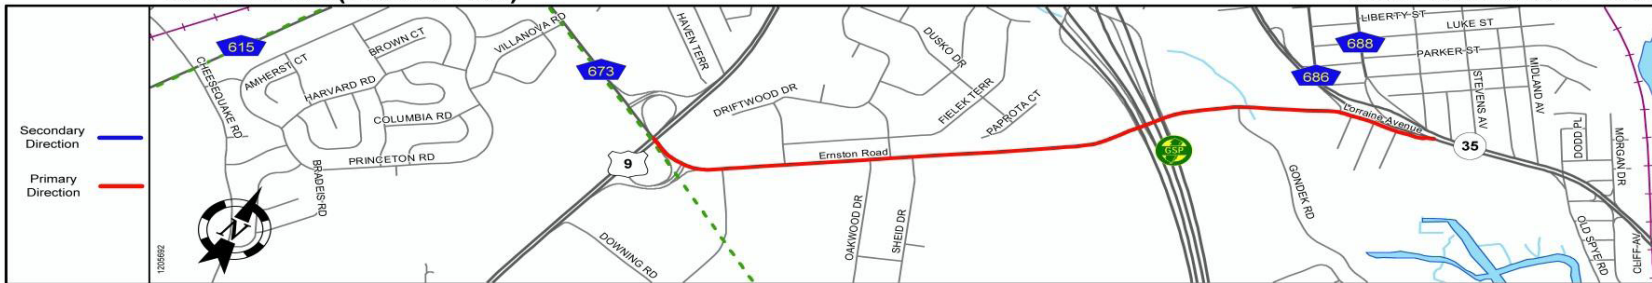 Secondary
Direction
Primary
Direction
615
CHEESEQUAKE RD
AMHERST CT
BROWN CT
HARVARD RD
COLUMBIA RD
PRINCETON RD
BRADEIS RD
VILLANOVA RD
N
1205692
673
HAVEN TERR
9
DOWNING RD
DRIFTWOOD DR
DUSKO DR
FIELEK TERR
PAPROTA CT
Ernston Road
OAKWOOD DR
SHEID DR
GSP
GONDEK RD
LIBERTY ST
LUKE ST
688
PARKER ST
686
Lorraine Avenue
STEVENS AV
MIDLAND AV
35
DODD PL
MORGAN DR
OLD SPYE RD
CLIFF AV